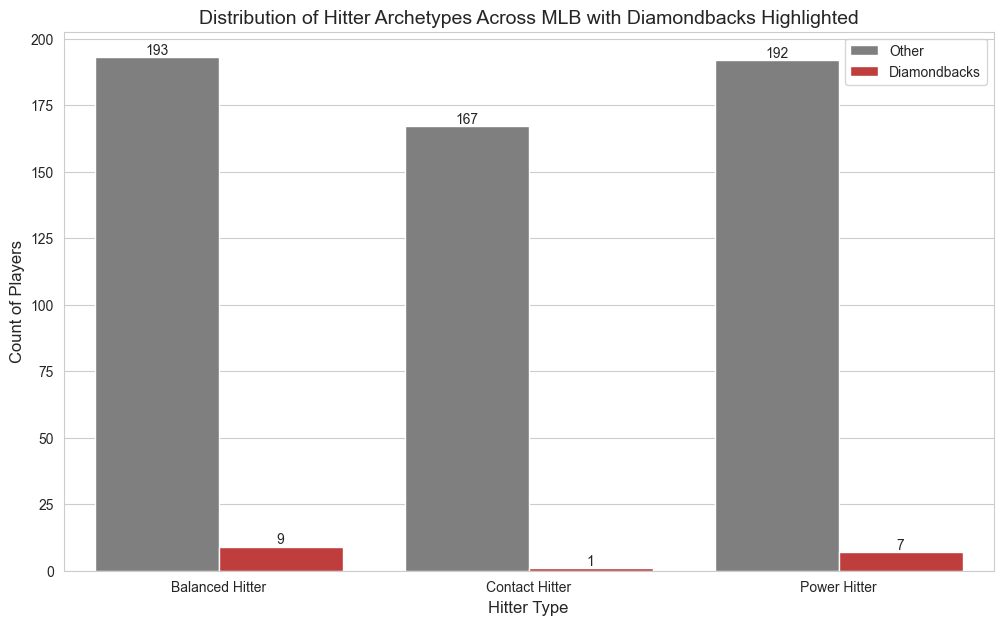 Distribution of Hitter Archetypes Across MLB with Diamondbacks Highlighted
Other
Diamondbacks
193
167
192
9
1
7
200
175
150
125
100
75
50
25
0
Count of Players
Balanced Hitter
Contact Hitter
Power Hitter
Hitter Type